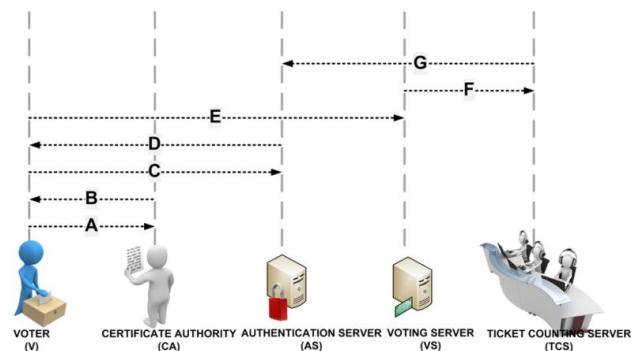 G
F
E
D
C
B
A
VOTER
(V)
CERTIFICATE AUTHORITY
(CA)
AUTHENTICATION SERVER
(AS)
VOTING SERVER
(VS)
TICKET COUNTING SERVER
(TCS)